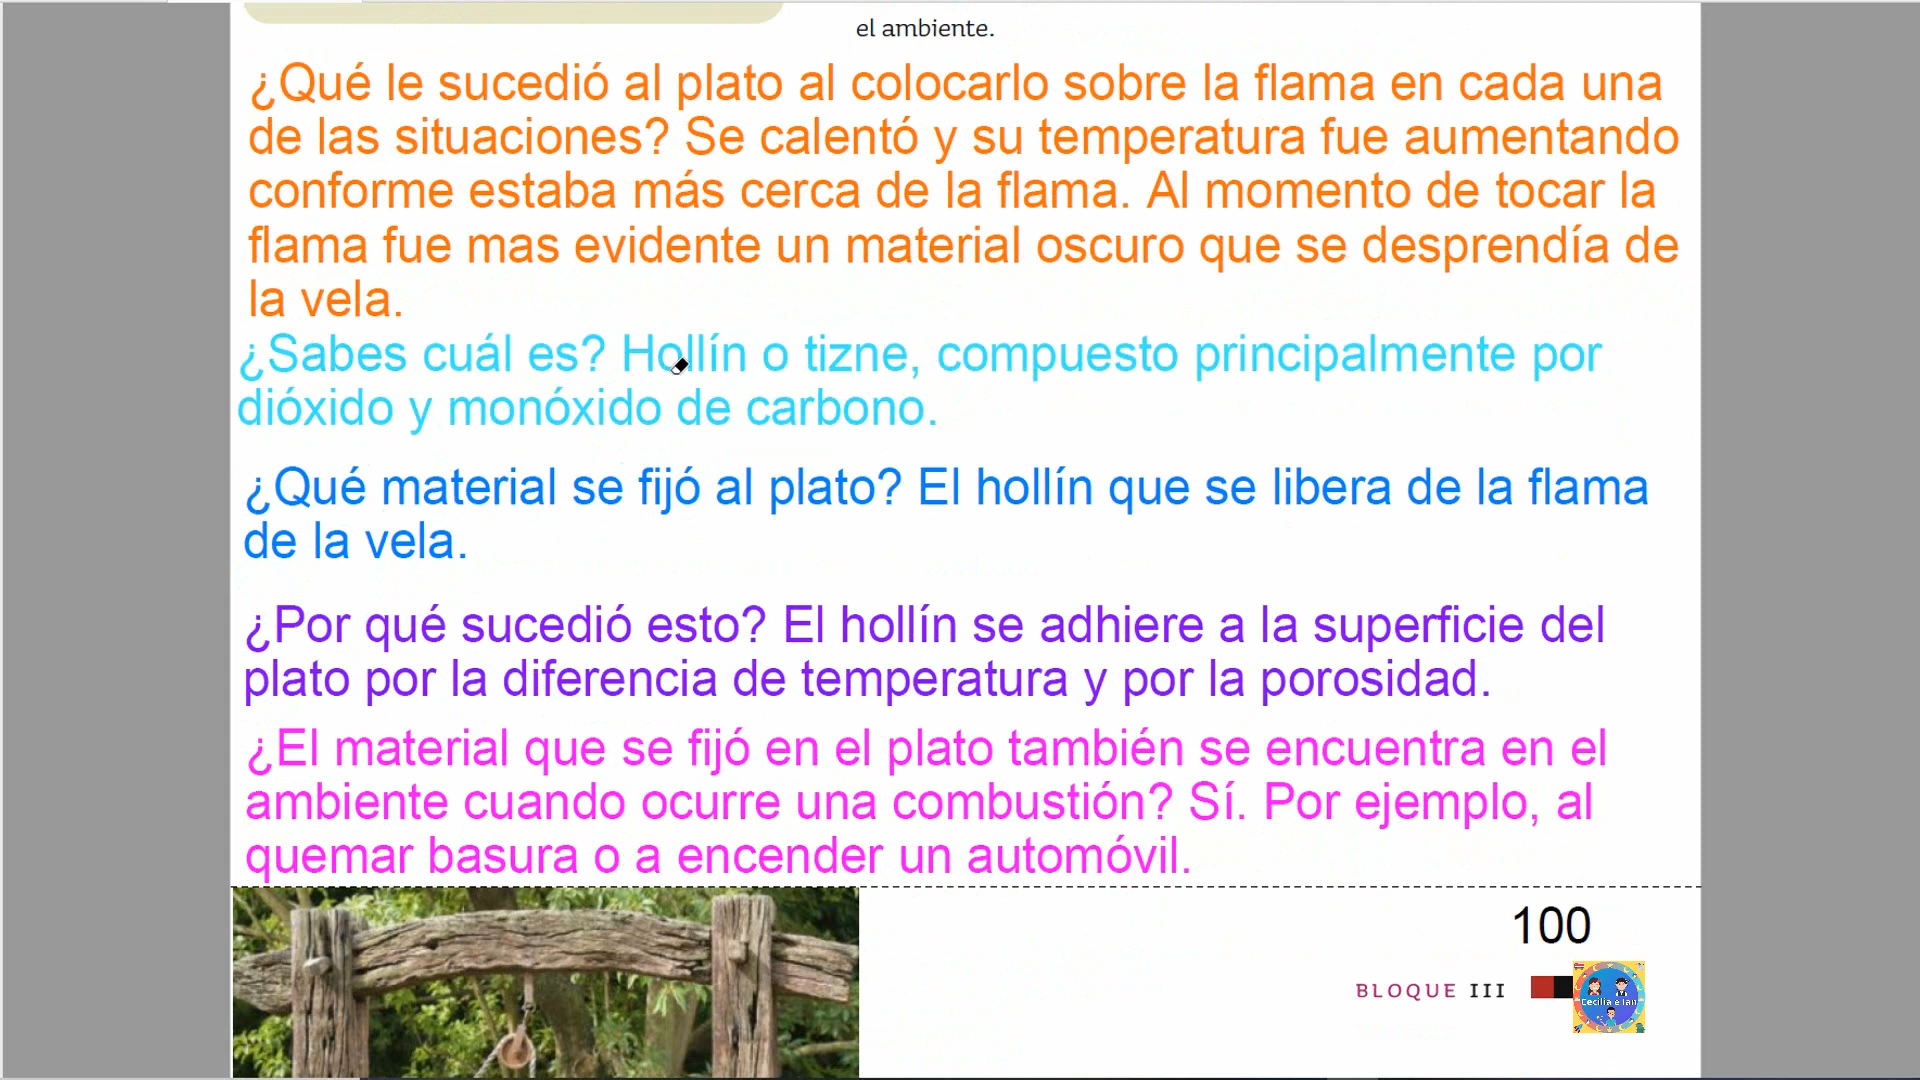 el ambiente.
¿Qué le sucedió al plato al colocarlo sobre la flama en cada una
de las situaciones? Se calentó y su temperatura fue aumentando
conforme estaba más cerca de la flama. Al momento de tocar la
flama fue mas evidente un material oscuro que se desprendía de
la vela.
¿Sabes cuál es? Hollín o tizne, compuesto principalmente por
dióxido y monóxido de carbono.
¿Qué material se fijó al plato? El hollín que se libera de la flama
de la vela.
¿Por qué sucedió esto? El hollín se adhiere a la superficie del
plato por la diferencia de temperatura y por la porosidad.
¿El material que se fijó en el plato también se encuentra en el
ambiente cuando ocurre una combustión? Sí. Por ejemplo, al
quemar basura o a encender un automóvil.
100
BLOQUE III
Cecilia e Ian